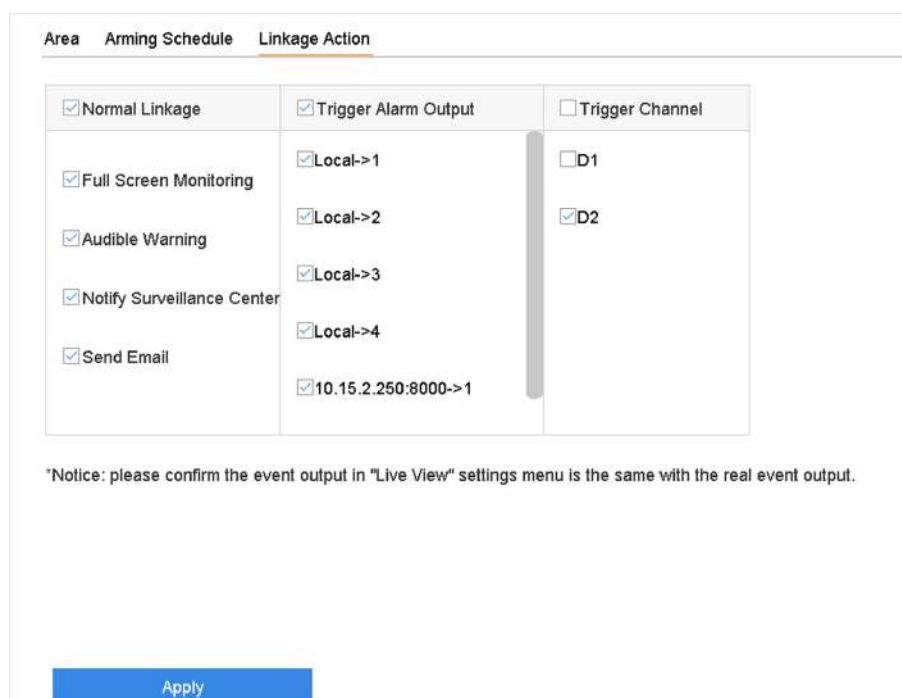 Area Arming Schedule Linkage Action
Normal Linkage Trigger Alarm Output Trigger Channel
Full Screen Monitoring
Audible Warning
Notify Surveillance Center
Send Email
Local->1
Local->2
Local->3
Local->4
10.15.2.250:8000->1
D1
D2
*Notice: please confirm the event output in "Live View" settings menu is the same with the real event output.
Apply